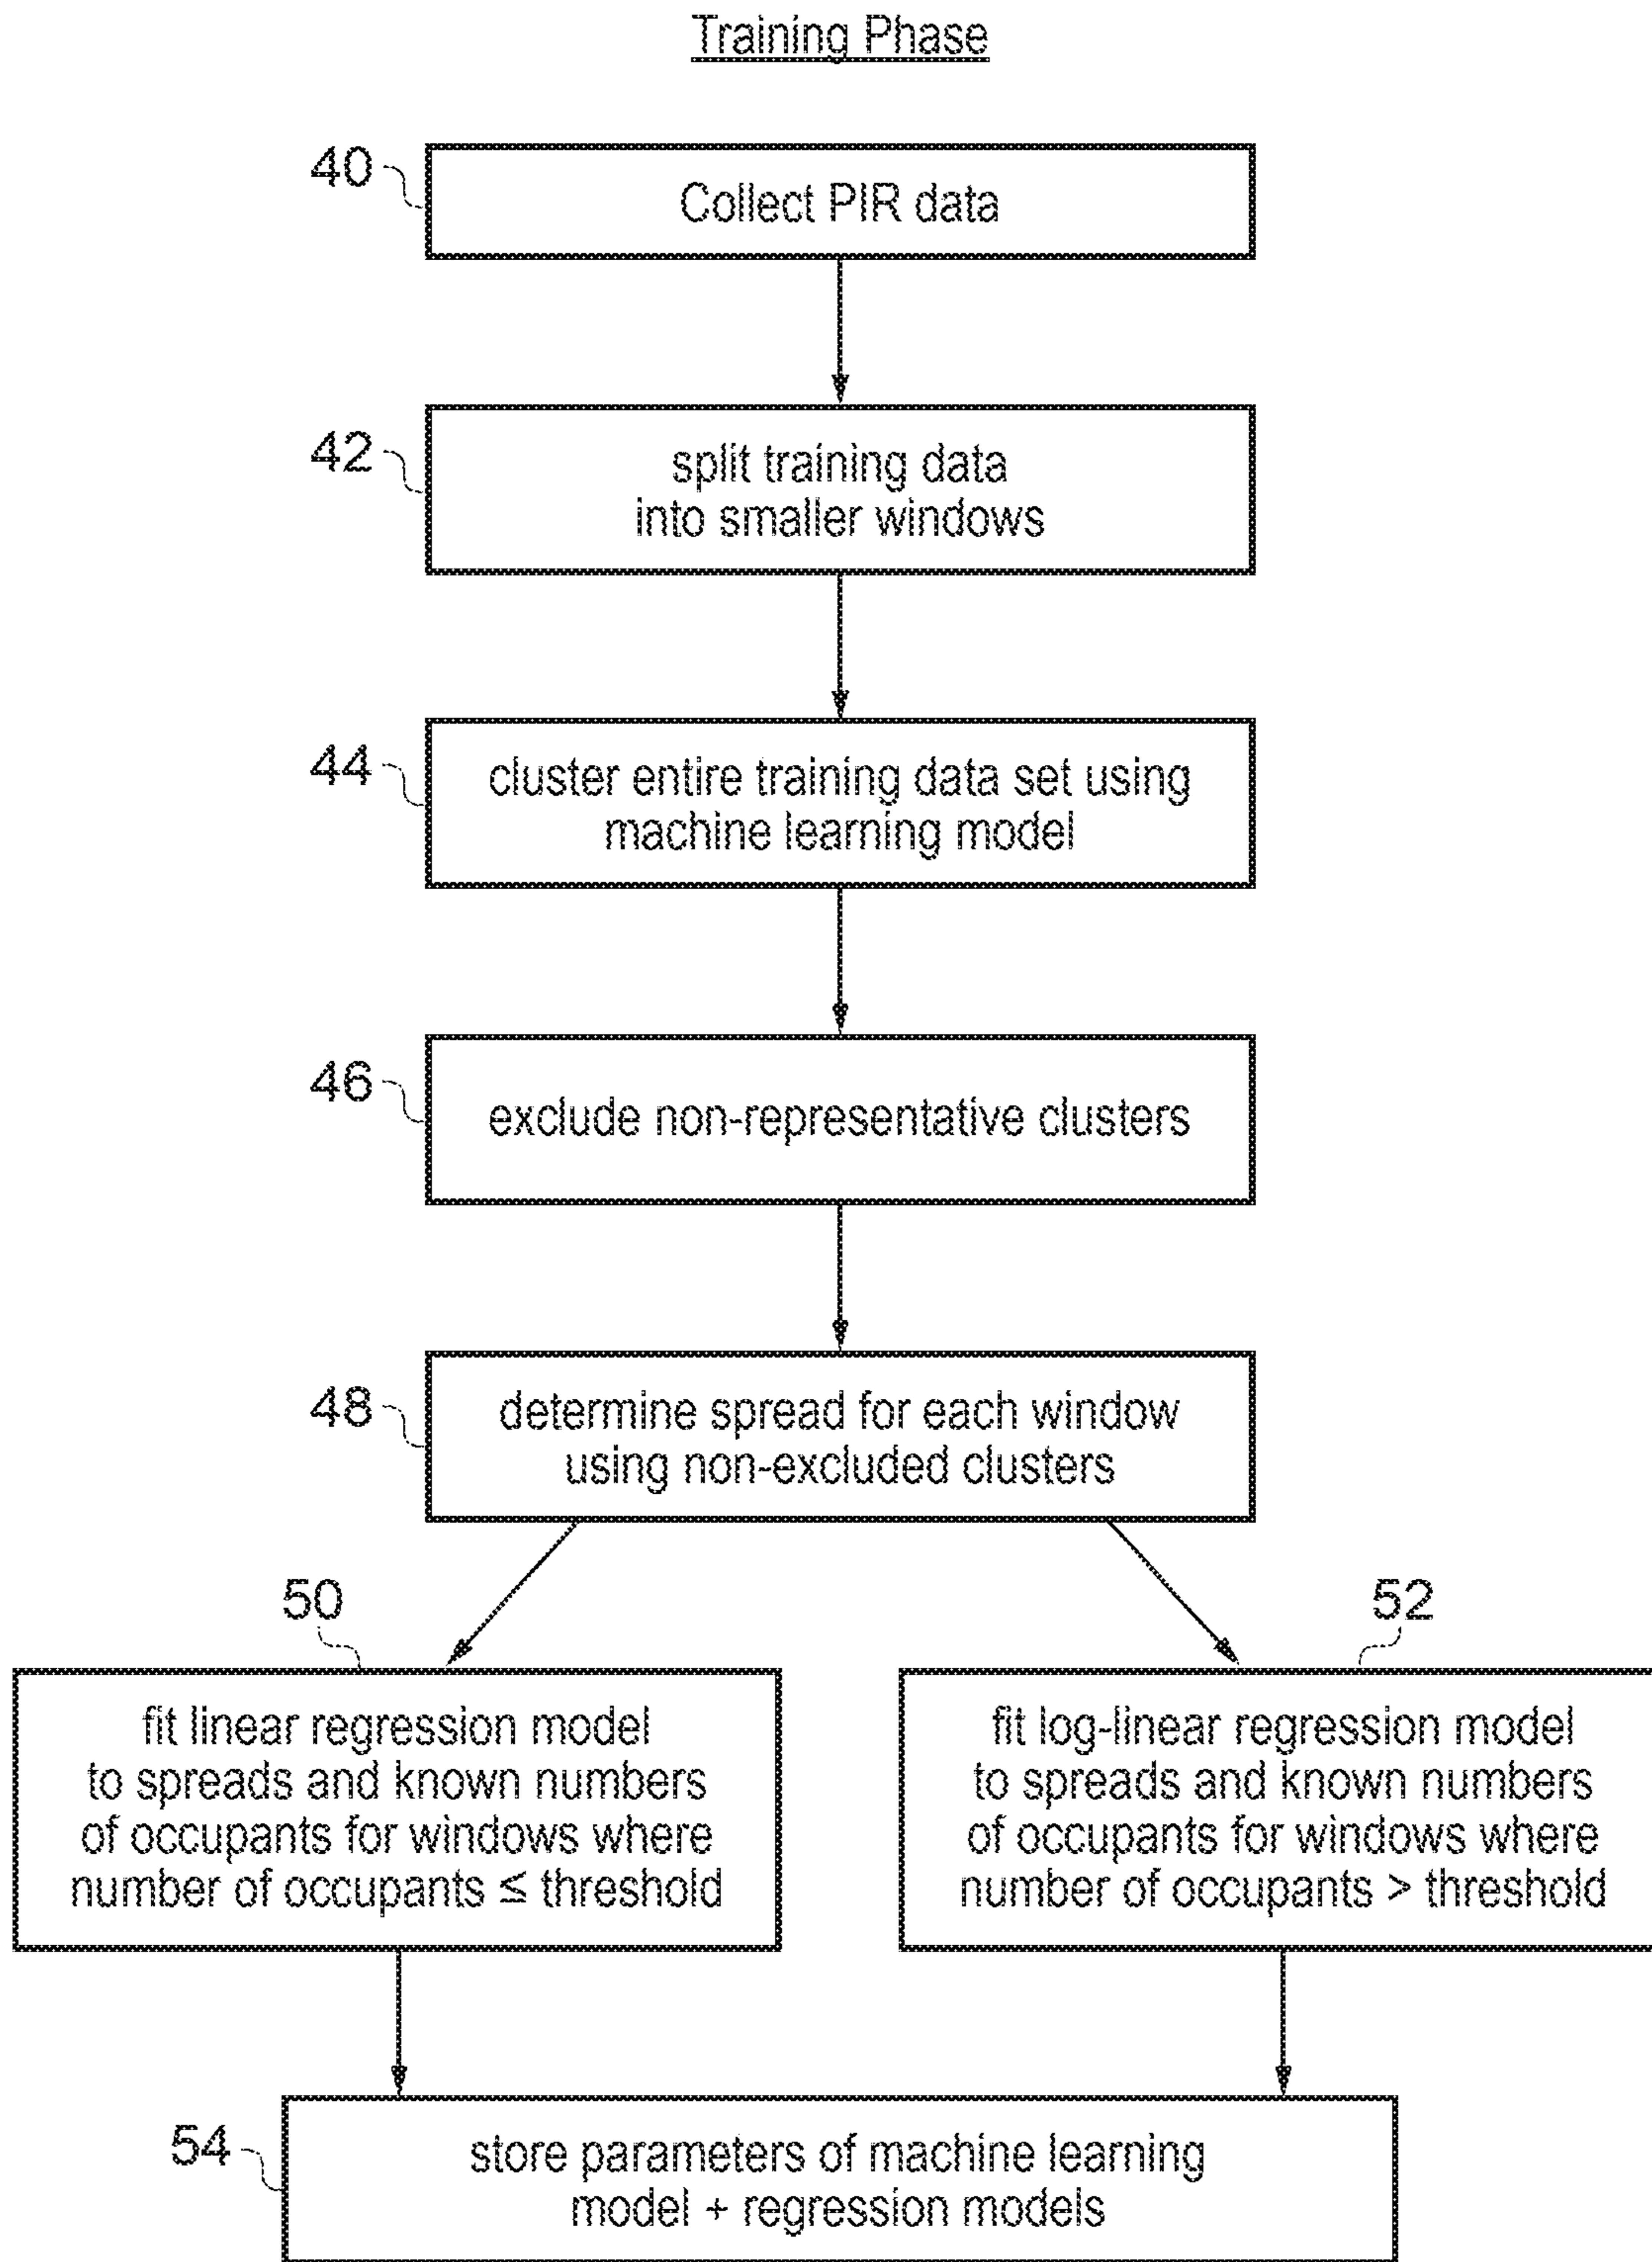 Training Phase
40
Collect PIR data
42
split training data
into smaller windows
44
cluster entire training data set using
machine learning model
46
exclude non-representative clusters
48
determine spread for each window
using non-excluded clusters
50
fit linear regression model
to spreads and known numbers
of occupants for windows where
number of occupants ≤ threshold
52
fit log-linear regression model
to spreads and known numbers
of occupants for windows where
number of occupants > threshold
54
store parameters of machine learning
model + regression models